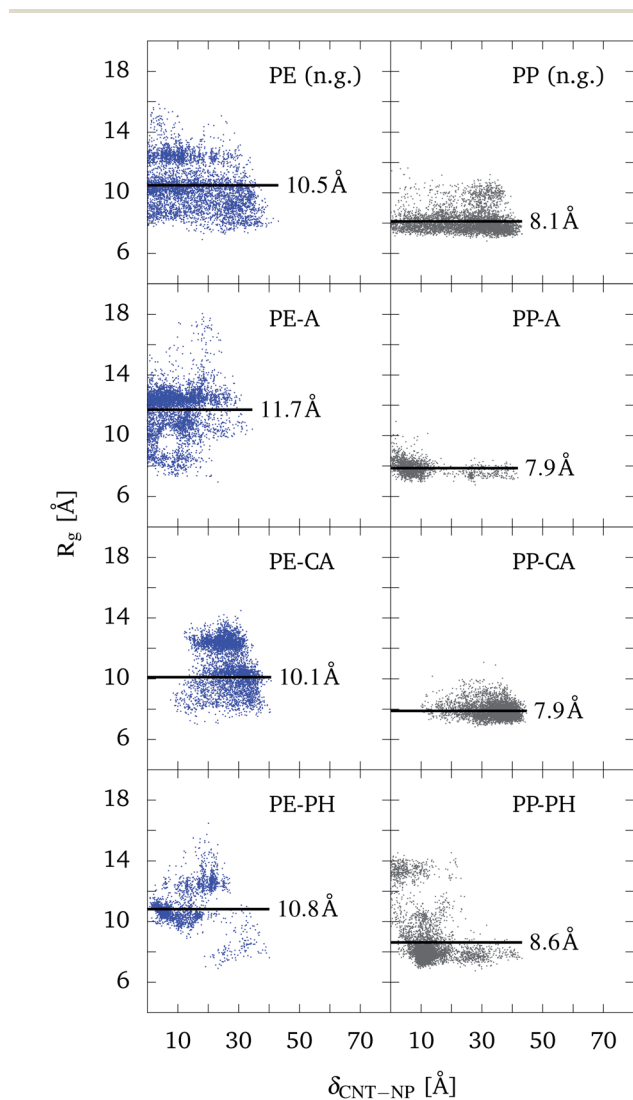 18 PE (n.g.) PP (n.g.)
14
10 10.5Å 8.1Å
6
18 PE-A PP-A
14
10 11.7Å 7.9Å
6
18 PE-CA PP-CA
14
10 10.1Å 7.9Å
6
18 PE-PH PP-PH
14
10 10.8Å 8.6Å
6
R_g [Å]
10 30 50 70 10 30 50 70
δ_CNT−NP [Å]